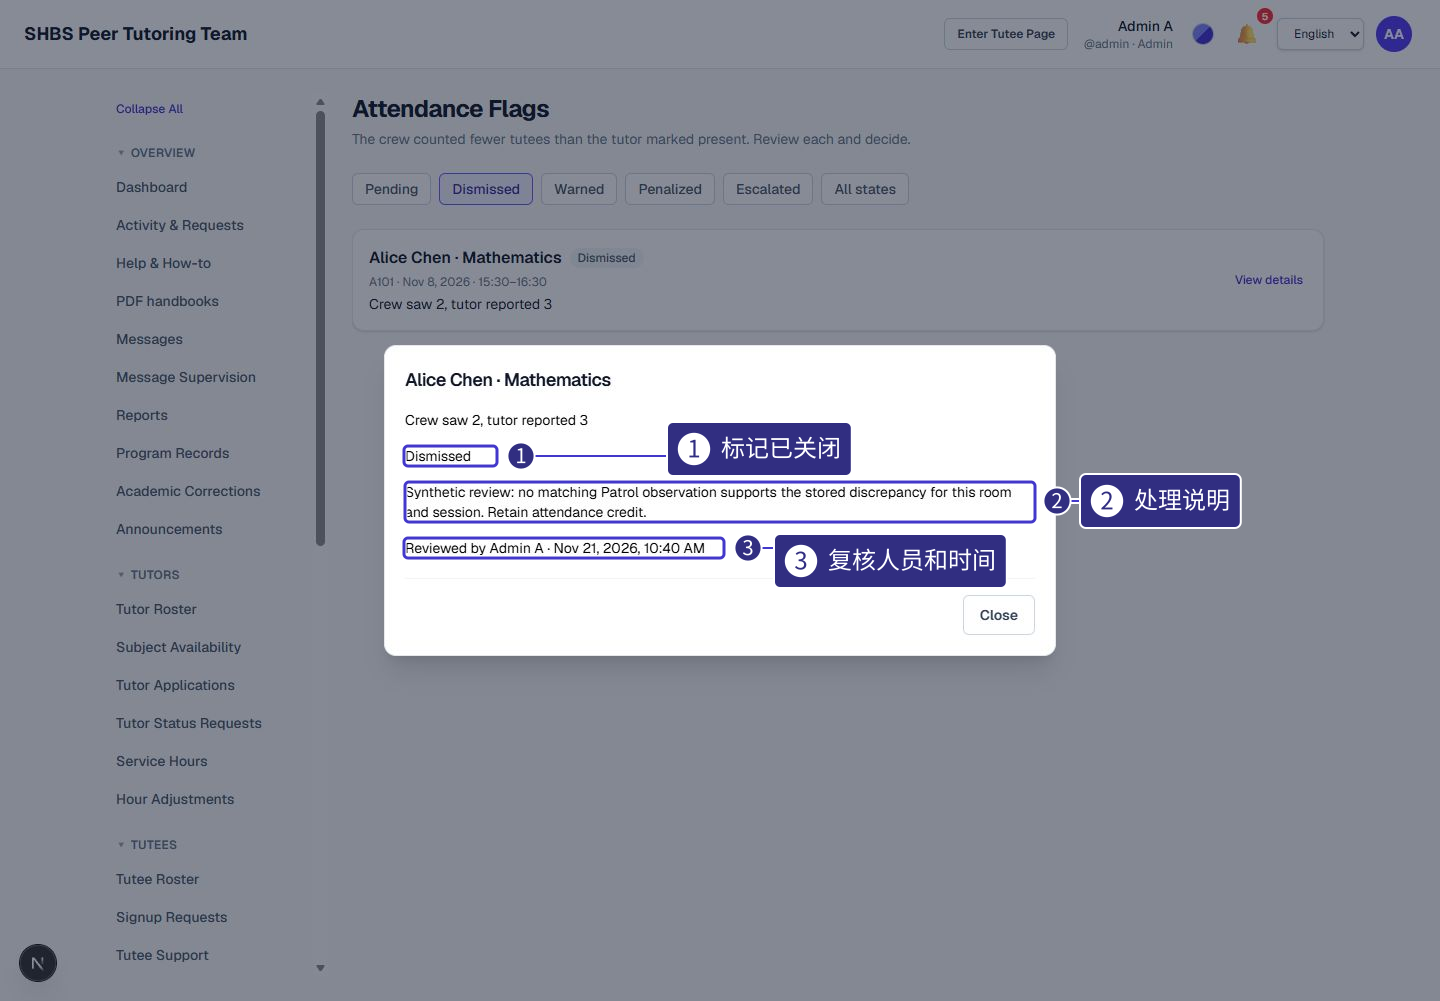 SHBS Peer Tutoring Team
Enter Tutee Page
Admin A
@admin · Admin
5
English
AA
Collapse All
OVERVIEW
Dashboard
Activity & Requests
Help & How-to
PDF handbooks
Messages
Message Supervision
Reports
Program Records
Academic Corrections
Announcements
TUTORS
Tutor Roster
Subject Availability
Tutor Applications
Tutor Status Requests
Service Hours
Hour Adjustments
TUTEES
Tutee Roster
Signup Requests
Tutee Support
N
Attendance Flags
The crew counted fewer tutees than the tutor marked present. Review each and decide.
Pending
Dismissed
Warned
Penalized
Escalated
All states
Alice Chen · Mathematics
Dismissed
A101 · Nov 8, 2026 · 15:30–16:30
Crew saw 2, tutor reported 3
View details
Alice Chen · Mathematics
Crew saw 2, tutor reported 3
Dismissed
1
1 标记已关闭
Synthetic review: no matching Patrol observation supports the stored discrepancy for this room
and session. Retain attendance credit.
2
2 处理说明
Reviewed by Admin A · Nov 21, 2026, 10:40 AM
3
3 复核人员和时间
Close